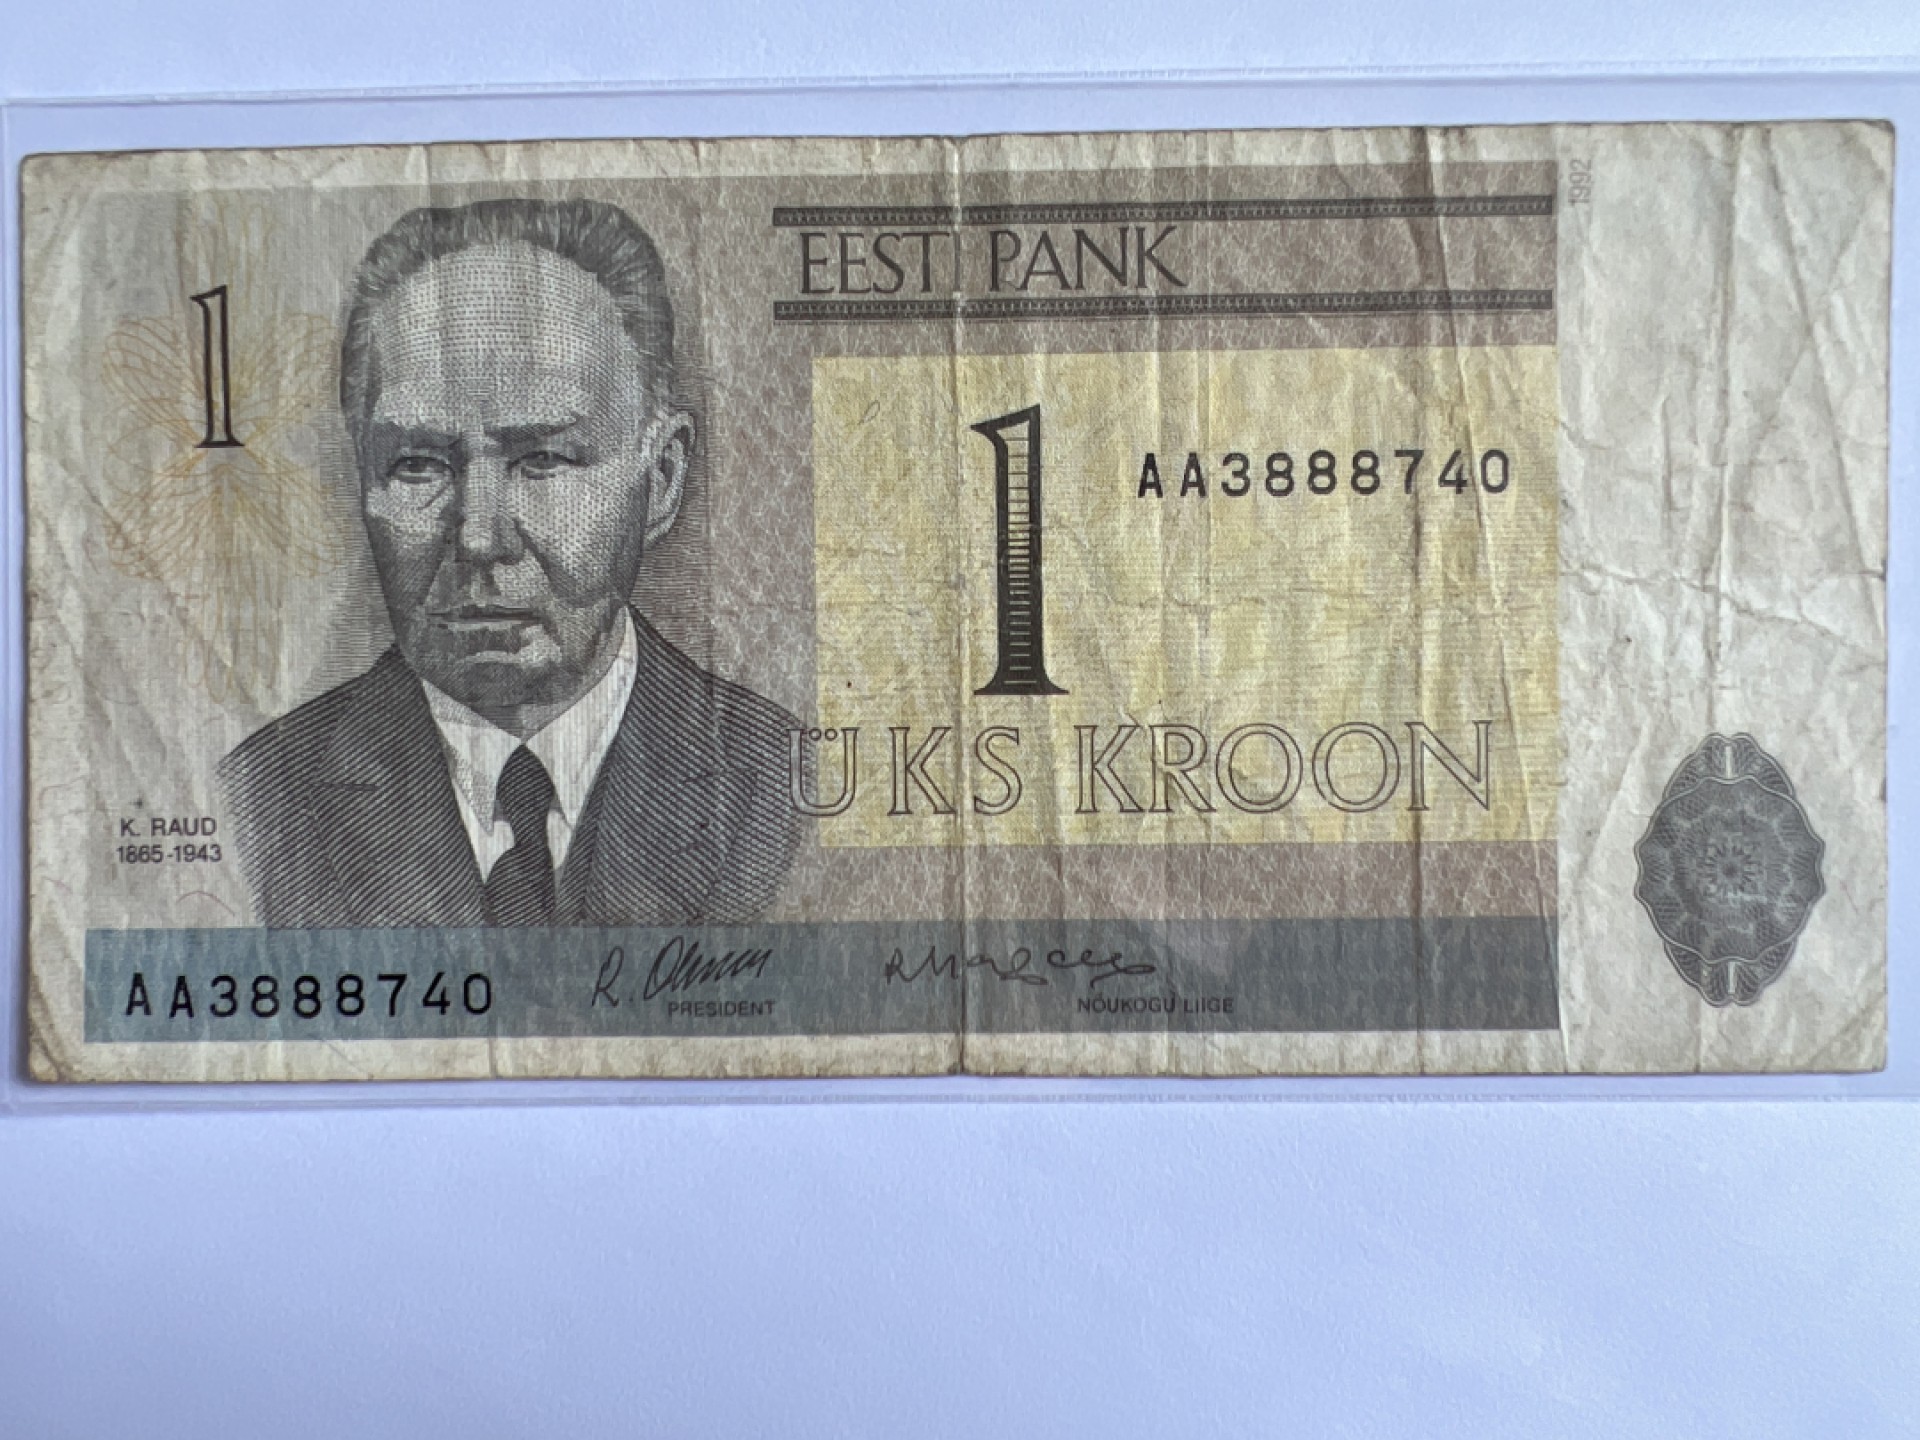 1992
EESTI PANK
1
1
AA3888740
ÜKS KROON
K. RAUD
1865-1943
AA3888740
PRESIDENT
NÕUKOGU LIIGE